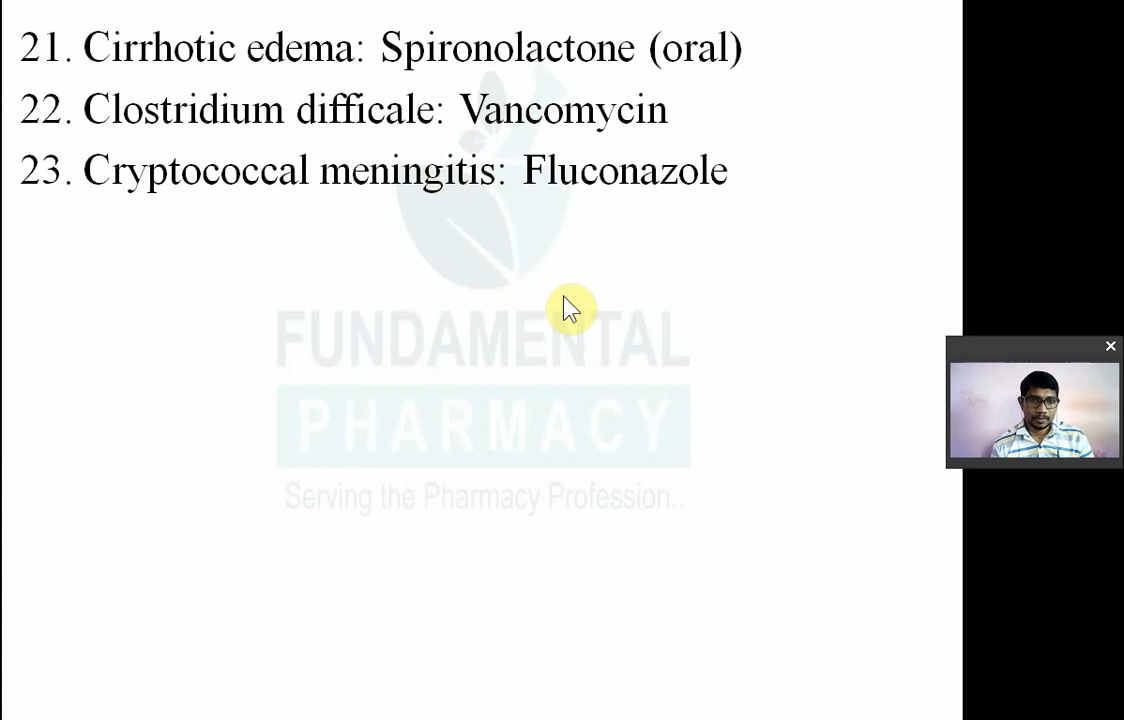 21. Cirrhotic edema: Spironolactone (oral)
22. Clostridium difficale: Vancomycin
23. Cryptococcal meningitis: Fluconazole
FUNDAMENTAL
PHARMACY
Serving the Pharmacy Profession..